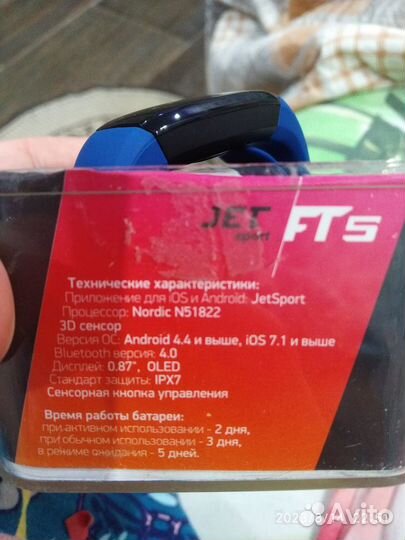 JET
sport
FT5
Технические характеристики:
Приложение для iOS и Android: JetSport
Процессор: Nordic N51822
3D сенсор
Версия ОС: Android 4.4 и выше, iOS 7.1 и выше
Bluetooth версия: 4.0
Дисплей: 0.87", OLED
Стандарт защиты: IPX7
Сенсорная кнопка управления
Время работы батареи:
при активном использовании - 2 дня,
при обычном использовании - 3 дня,
в режиме ожидания - 5 дней.
Avito